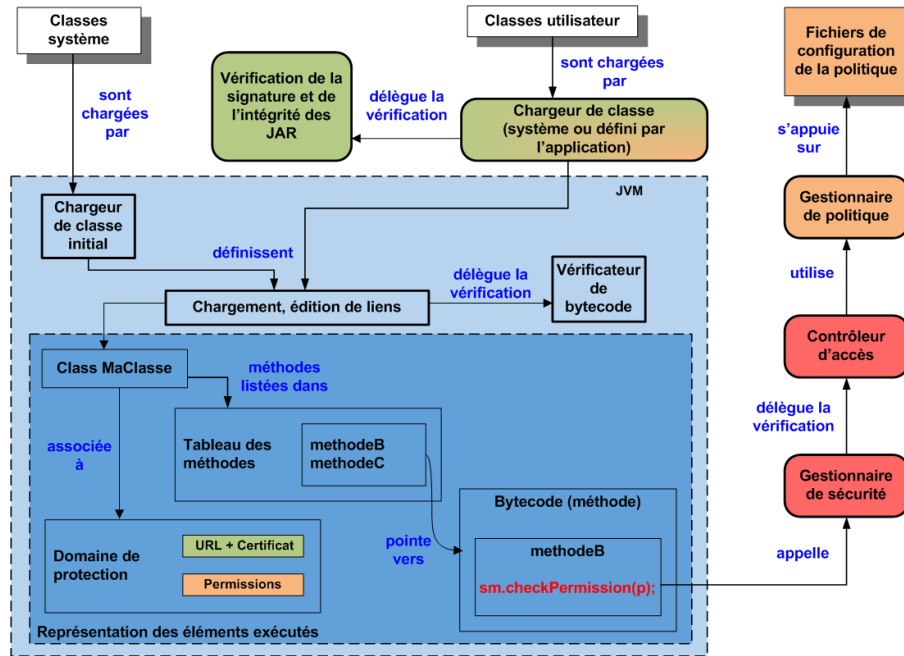 Classes
système
Classes utilisateur
Fichiers de
configuration
de la politique
sont
chargées
par
Vérification de la
signature et de
l'intégrité des
JAR
délègue la
vérification
sont chargées
par
Chargeur de classe
(système ou défini par
l'application)
s'appuie
sur
JVM
Chargeur
de classe
initial
Gestionnaire
de politique
définissent
délègue la
vérification
Vérificateur
de
bytecode
utilise
Chargement, édition de liens
Contrôleur
d'accès
Class MaClasse
méthodes
listées dans
délègue la
vérification
associée
à
Tableau des
méthodes
methodeB
methodeC
Gestionnaire
de sécurité
Bytecode (méthode)
Domaine de
protection
URL + Certificat
Permissions
pointe
vers
methodeB
sm.checkPermission(p);
appelle
Représentation des éléments exécutés